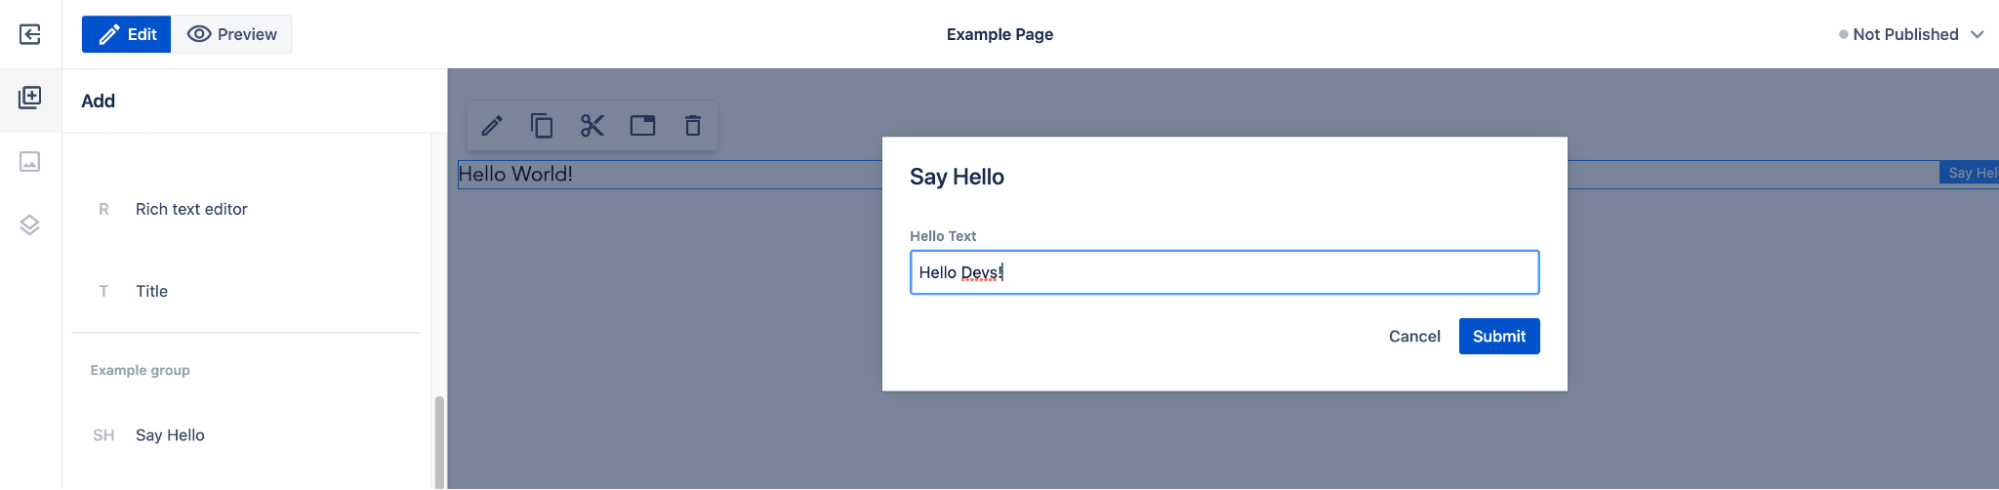 Edit
Preview
Example Page
Not Published
Add
R Rich text editor
T Title
Example group
SH Say Hello
Hello World!
Say Hel
Say Hello
Hello Text
Hello Devs!
Cancel
Submit